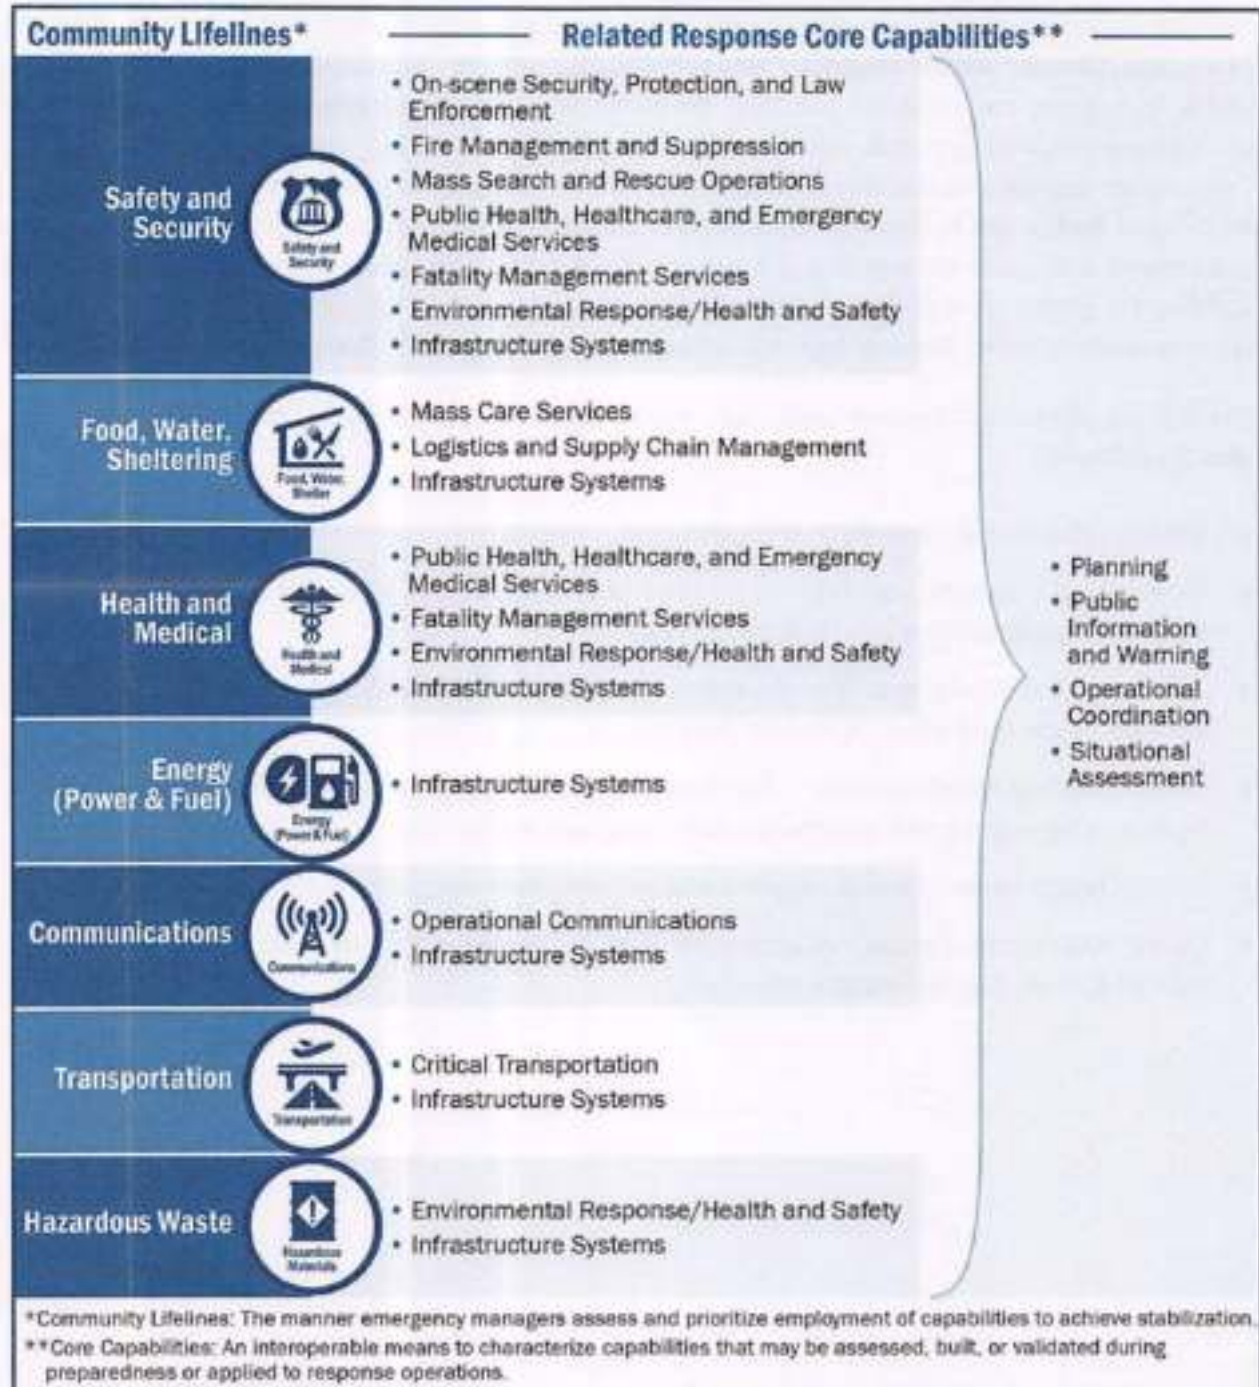 Community Lifelines*
Related Response Core Capabilities**
Safety and
Security
Safety and
Security
• On-scene Security, Protection, and Law
Enforcement
• Fire Management and Suppression
• Mass Search and Rescue Operations
• Public Health, Healthcare, and Emergency
Medical Services
• Fatality Management Services
• Environmental Response/Health and Safety
• Infrastructure Systems
Food, Water,
Sheltering
Food, Water,
Shelter
• Mass Care Services
• Logistics and Supply Chain Management
• Infrastructure Systems
Health and
Medical
Health and
Medical
• Public Health, Healthcare, and Emergency
Medical Services
• Fatality Management Services
• Environmental Response/Health and Safety
• Infrastructure Systems
Energy
(Power & Fuel)
Energy
(Power & Fuel)
• Infrastructure Systems
Communications
Communications
• Operational Communications
• Infrastructure Systems
Transportation
Transportation
• Critical Transportation
• Infrastructure Systems
Hazardous Waste
Hazardous
Materials
• Environmental Response/Health and Safety
• Infrastructure Systems
• Planning
• Public
Information
and Warning
• Operational
Coordination
• Situational
Assessment
*Community Lifelines: The manner emergency managers assess and prioritize employment of capabilities to achieve stabilization.
**Core Capabilities: An interoperable means to characterize capabilities that may be assessed, built, or validated during
preparedness or applied to response operations.